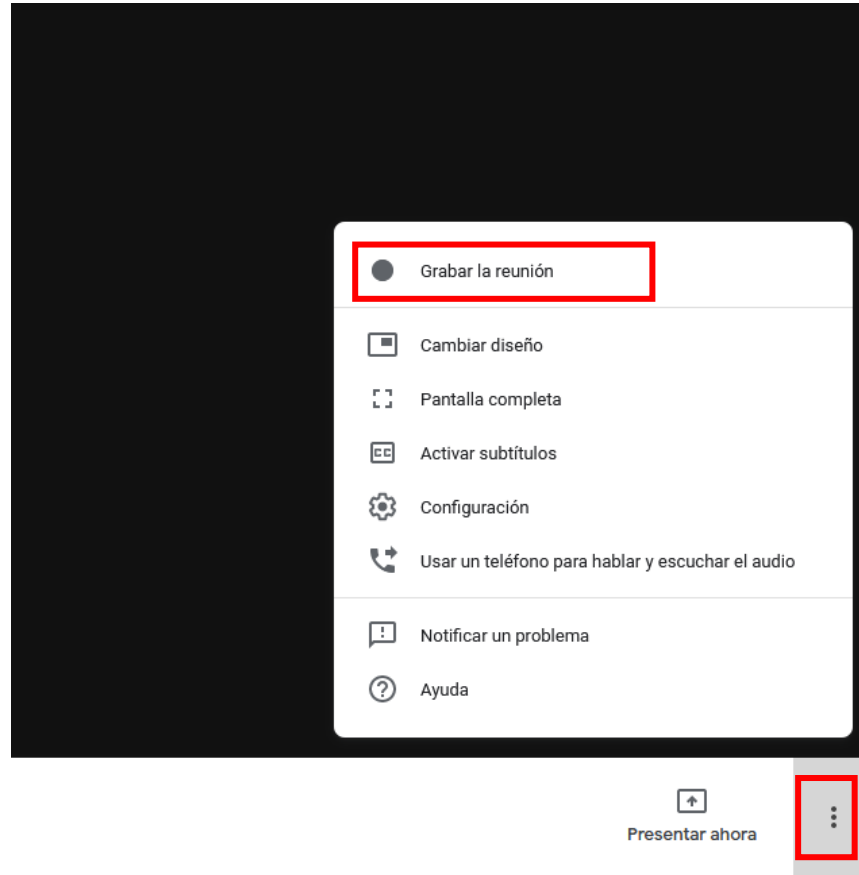 Grabar la reunión
Cambiar diseño
Pantalla completa
CC
Activar subtítulos
Configuración
Usar un teléfono para hablar y escuchar el audio
Notificar un problema
Ayuda
Presentar ahora